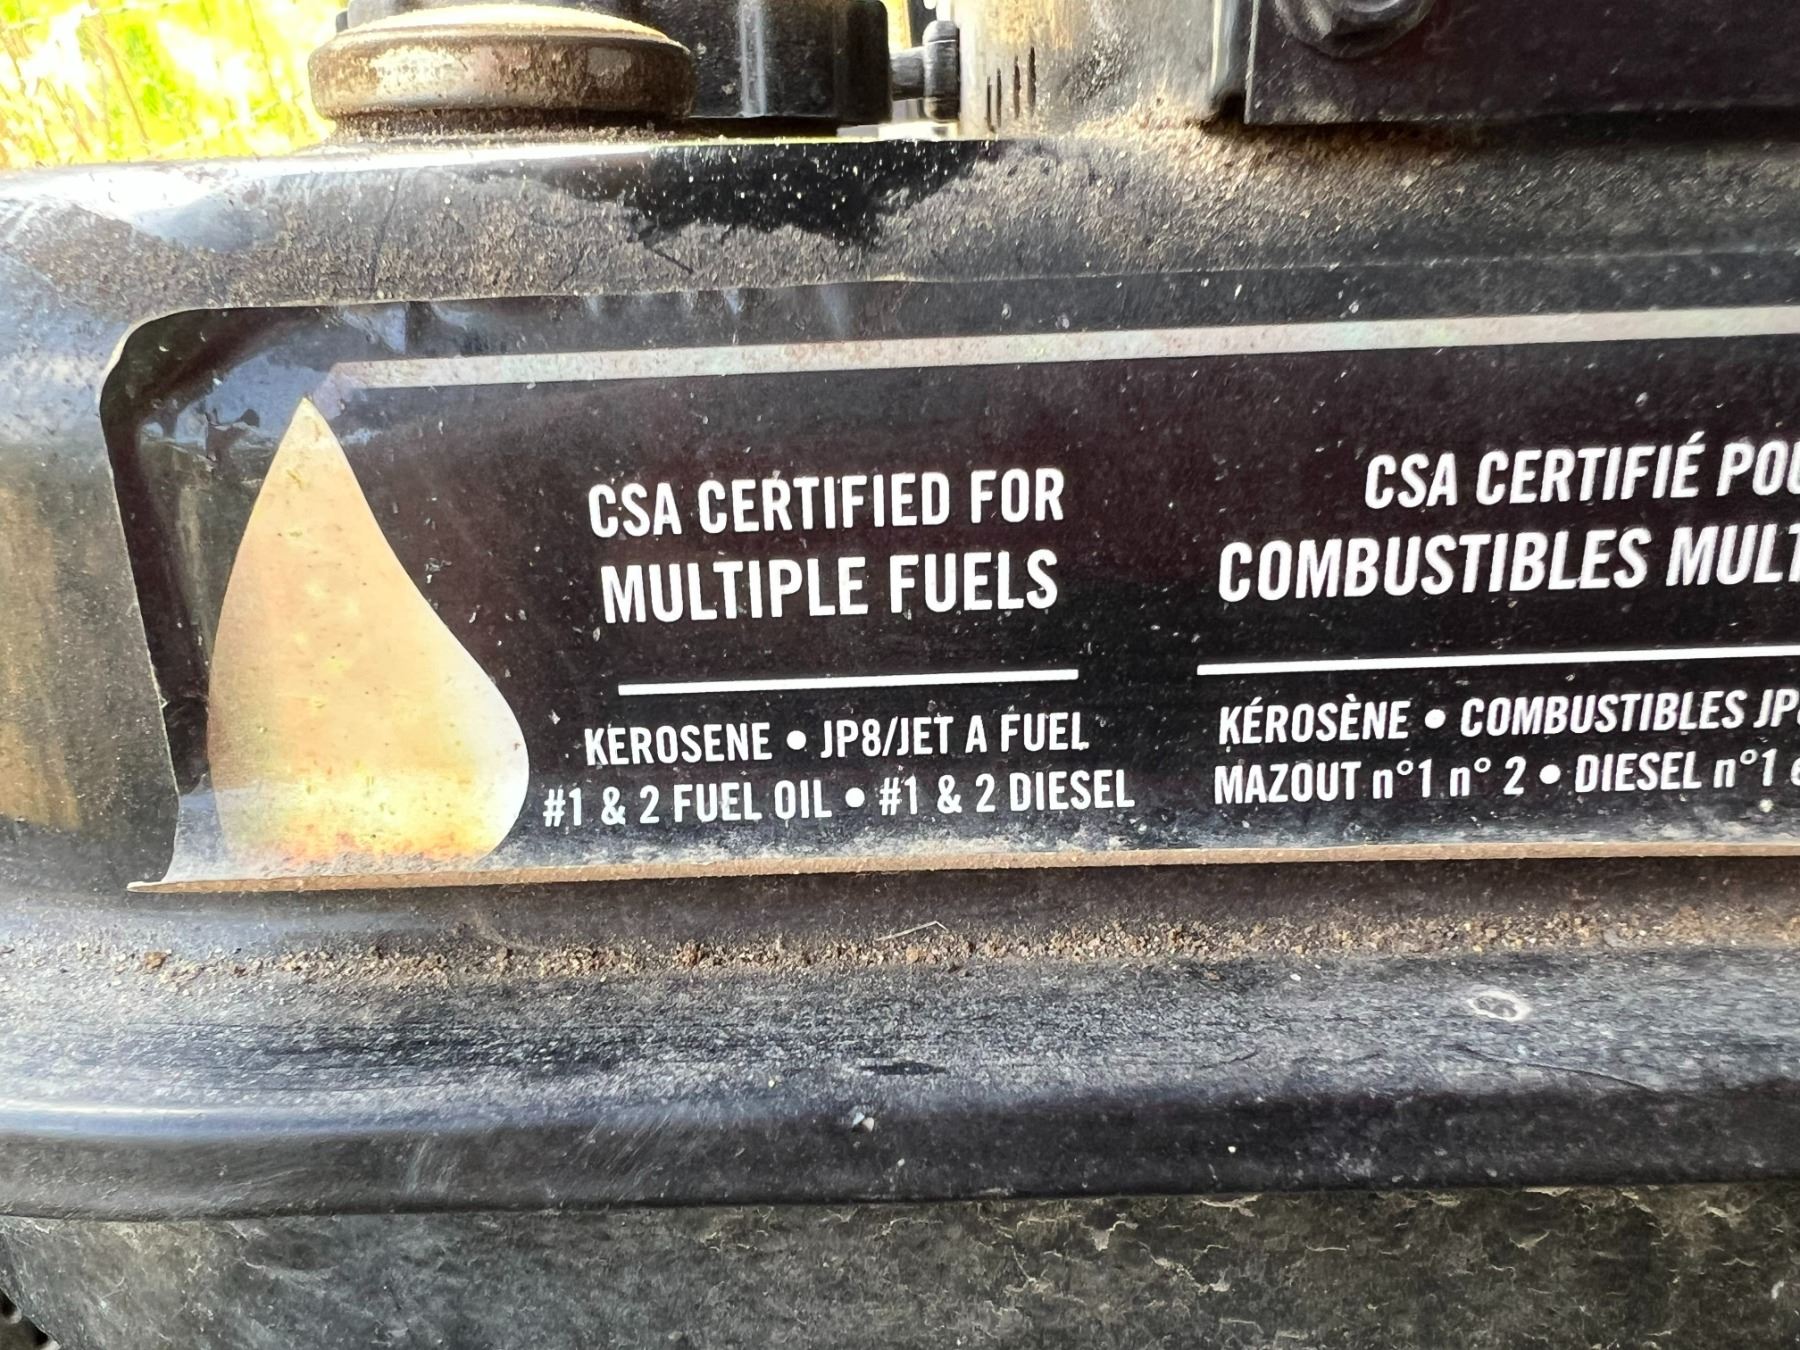 CSA CERTIFIED FOR
MULTIPLE FUELS
KEROSENE • JP8/JET A FUEL
#1 & 2 FUEL OIL • #1 & 2 DIESEL
CSA CERTIFIÉ
COMBUSTIBLES
KÉROSÈNE • COMBUSTIBLES
MAZOUT n°1 n° 2 • DIESEL n°1